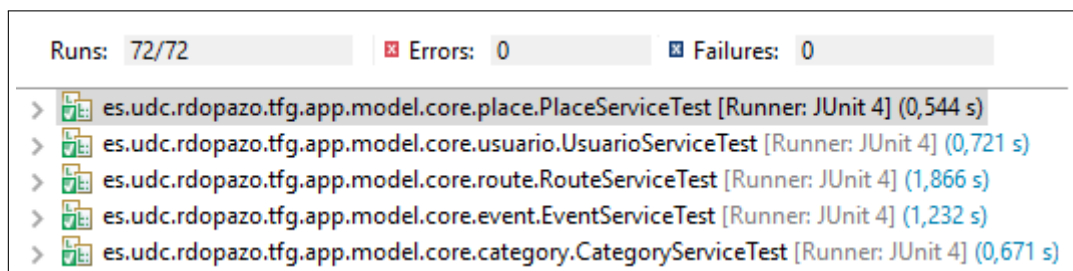 Runs: 72/72 Errors: 0 Failures: 0
es.udc.rdopazo.tfg.app.model.core.place.PlaceServiceTest [Runner: JUnit 4] (0,544 s)
es.udc.rdopazo.tfg.app.model.core.usuario.UsuarioServiceTest [Runner: JUnit 4] (0,721 s)
es.udc.rdopazo.tfg.app.model.core.route.RouteServiceTest [Runner: JUnit 4] (1,866 s)
es.udc.rdopazo.tfg.app.model.core.event.EventServiceTest [Runner: JUnit 4] (1,232 s)
es.udc.rdopazo.tfg.app.model.core.category.CategoryServiceTest [Runner: JUnit 4] (0,671 s)